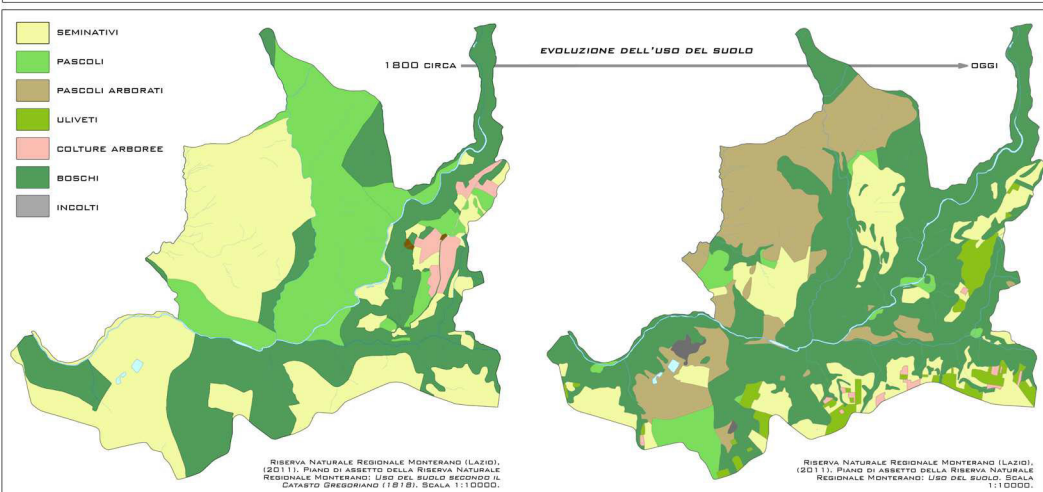 SEMINATIVI
PASCOLI
PASCOLI ARBORATI
ULIVETI
COLTURE ARBOREE
BOSCHI
INCOLTI
EVOLUZIONE DELL'USO DEL SUOLO
1800 CIRCA
OGGI
RISERVA NATURALE REGIONALE MONTERANO (LAZIO),
(2011). PIANO DI ASSETTO DELLA RISERVA NATURALE
REGIONALE MONTERANO: USO DEL SUOLO SECONDO IL
CATASTO GREGORIANO (1818). SCALA 1:10000.
RISERVA NATURALE REGIONALE MONTERANO (LAZIO),
(2011). PIANO DI ASSETTO DELLA RISERVA NATURALE
REGIONALE MONTERANO: USO DEL SUOLO. SCALA
1:10000.